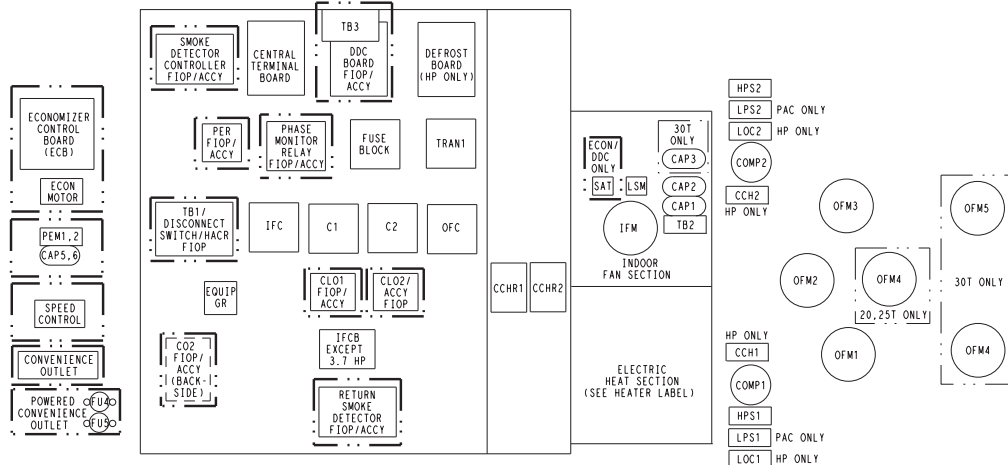 SMOKE
DETECTOR
CONTROLLER
FIOP/ACCY
CENTRAL
TERMINAL
BOARD
TB3
DDC
BOARD
FIOP/
ACCY
DEFROST
BOARD
(HP ONLY)
ECONOMIZER
CONTROL
BOARD
(ECB)
ECON
MOTOR
PER
FIOP/
ACCY
PHASE
MONITOR
RELAY
FIOP/ACCY
FUSE
BLOCK
TRAN1
PEM1,2
CAP5,6
TB1/
DISCONNECT
SWITCH/HACR
FIOP
IFC
C1
C2
OFC
SPEED
CONTROL
EQUIP
GR
CLO1
FIOP/
ACCY
CLO2/
ACCY
FIOP
CCHR1
CCHR2
CONVENIENCE
OUTLET
CO2
FIOP/
ACCY
(BACK-
SIDE)
IFCB
EXCEPT
3.7 HP
POWERED
CONVENIENCE
OUTLET
FU4
FU5
RETURN
SMOKE
DETECTOR
FIOP/ACCY
ECON/
DDC
ONLY
SAT
LSM
30T
ONLY
CAP3
CAP2
CAP1
TB2
IFM
INDOOR
FAN SECTION
ELECTRIC
HEAT SECTION
(SEE HEATER LABEL)
HPS2
LPS2 PAC ONLY
LOC2 HP ONLY
COMP2
CCH2
HP ONLY
HP ONLY
CCH1
COMP1
HPS1
LPS1 PAC ONLY
LOC1 HP ONLY
OFM3
OFM5
OFM2
OFM4
20,25T ONLY
30T ONLY
OFM1
OFM4